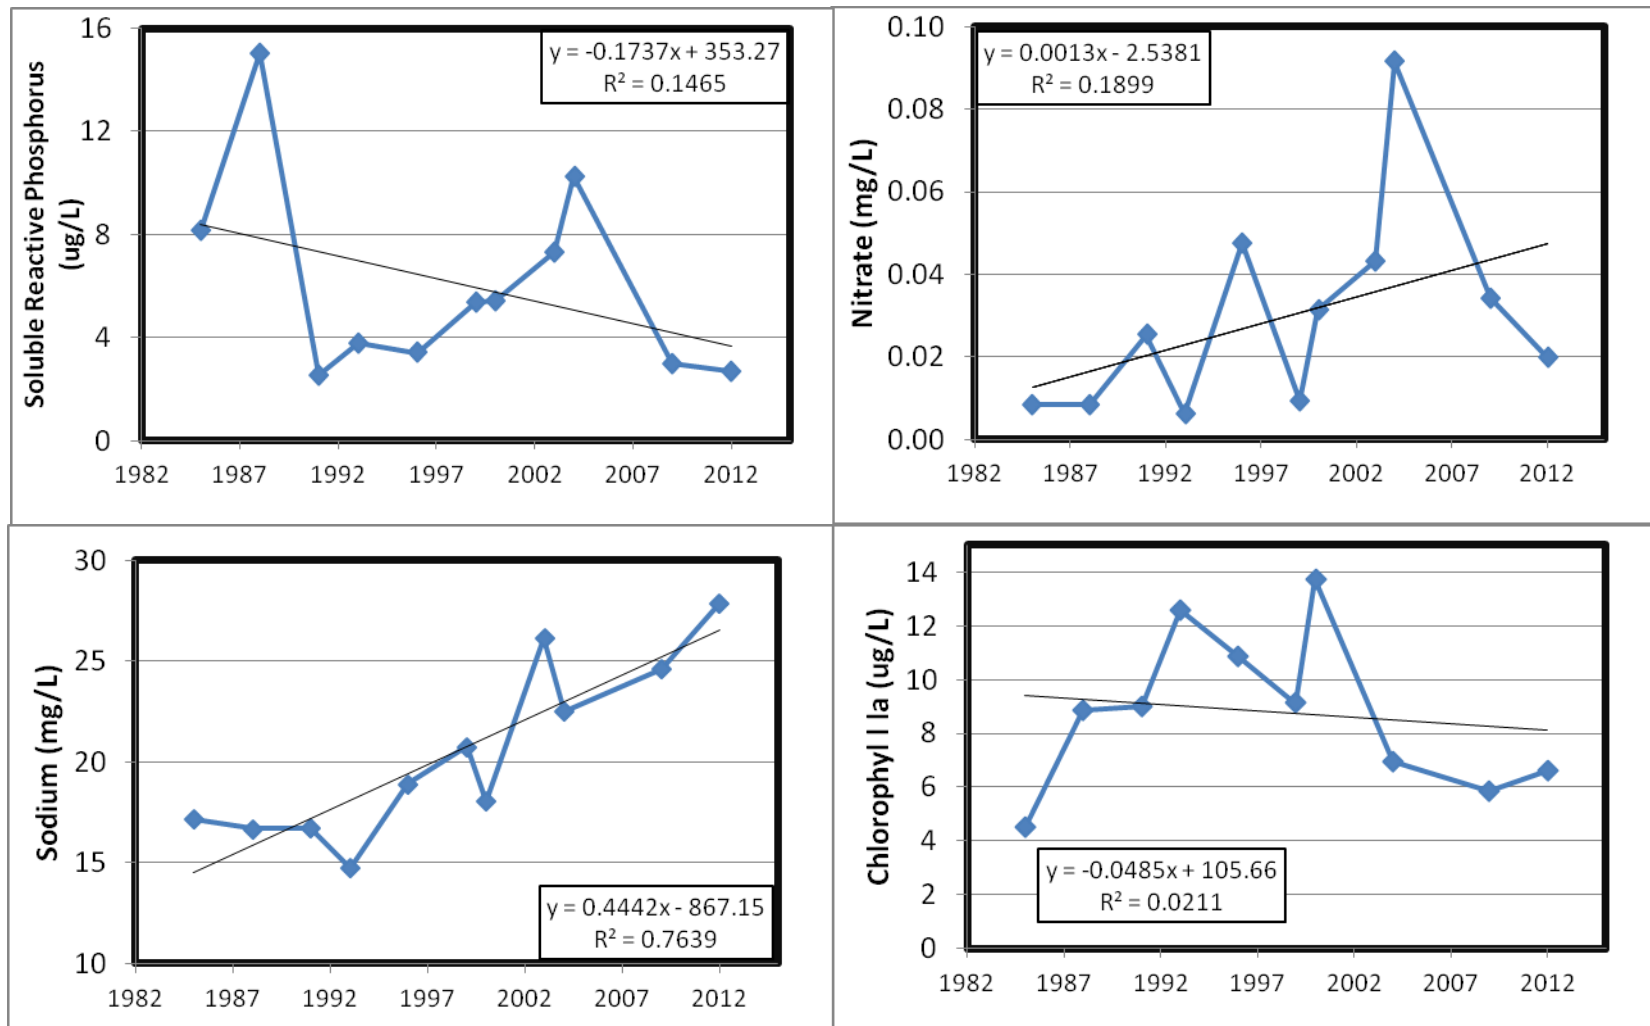 Soluble Reactive Phosphorus
(ug/L)
16
12
8
4
0
y = -0.1737x + 353.27
R² = 0.1465
1982 1987 1992 1997 2002 2007 2012
Nitrate (mg/L)
0.10
0.08
0.06
0.04
0.02
0.00
y = 0.0013x - 2.5381
R² = 0.1899
1982 1987 1992 1997 2002 2007 2012
Sodium (mg/L)
30
25
20
15
10
y = 0.4442x - 867.15
R² = 0.7639
1982 1987 1992 1997 2002 2007 2012
Chlorophyl l la (ug/L)
14
12
10
8
6
4
2
0
y = -0.0485x + 105.66
R² = 0.0211
1982 1987 1992 1997 2002 2007 2012